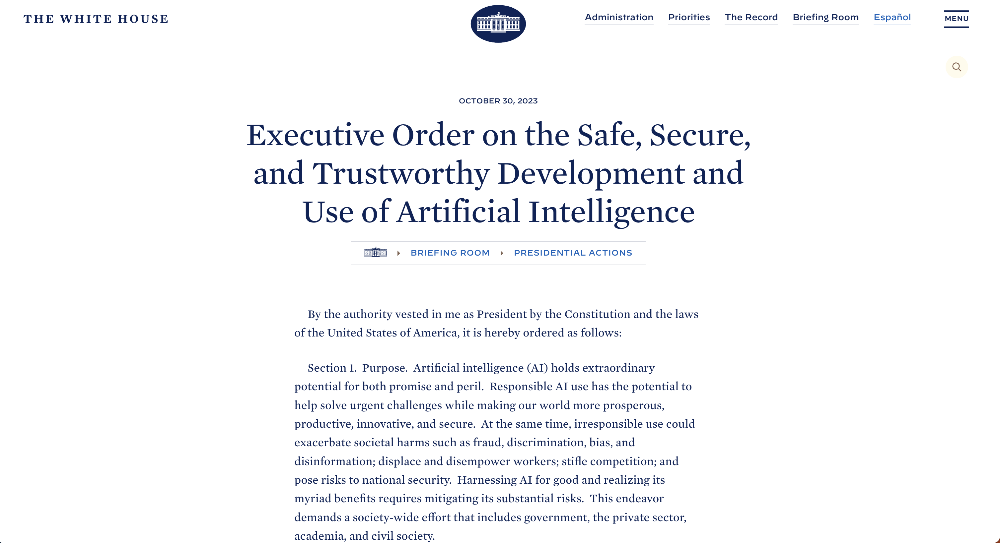 THE WHITE HOUSE
Administration Priorities The Record Briefing Room Español MENU
OCTOBER 30, 2023
Executive Order on the Safe, Secure,
and Trustworthy Development and
Use of Artificial Intelligence
BRIEFING ROOM PRESIDENTIAL ACTIONS
By the authority vested in me as President by the Constitution and the laws
of the United States of America, it is hereby ordered as follows:
Section 1.  Purpose.  Artificial intelligence (AI) holds extraordinary
potential for both promise and peril.  Responsible AI use has the potential to
help solve urgent challenges while making our world more prosperous,
productive, innovative, and secure.  At the same time, irresponsible use could
exacerbate societal harms such as fraud, discrimination, bias, and
disinformation; displace and disempower workers; stifle competition; and
pose risks to national security.  Harnessing AI for good and realizing its
myriad benefits requires mitigating its substantial risks.  This endeavor
demands a society-wide effort that includes government, the private sector,
academia, and civil society.